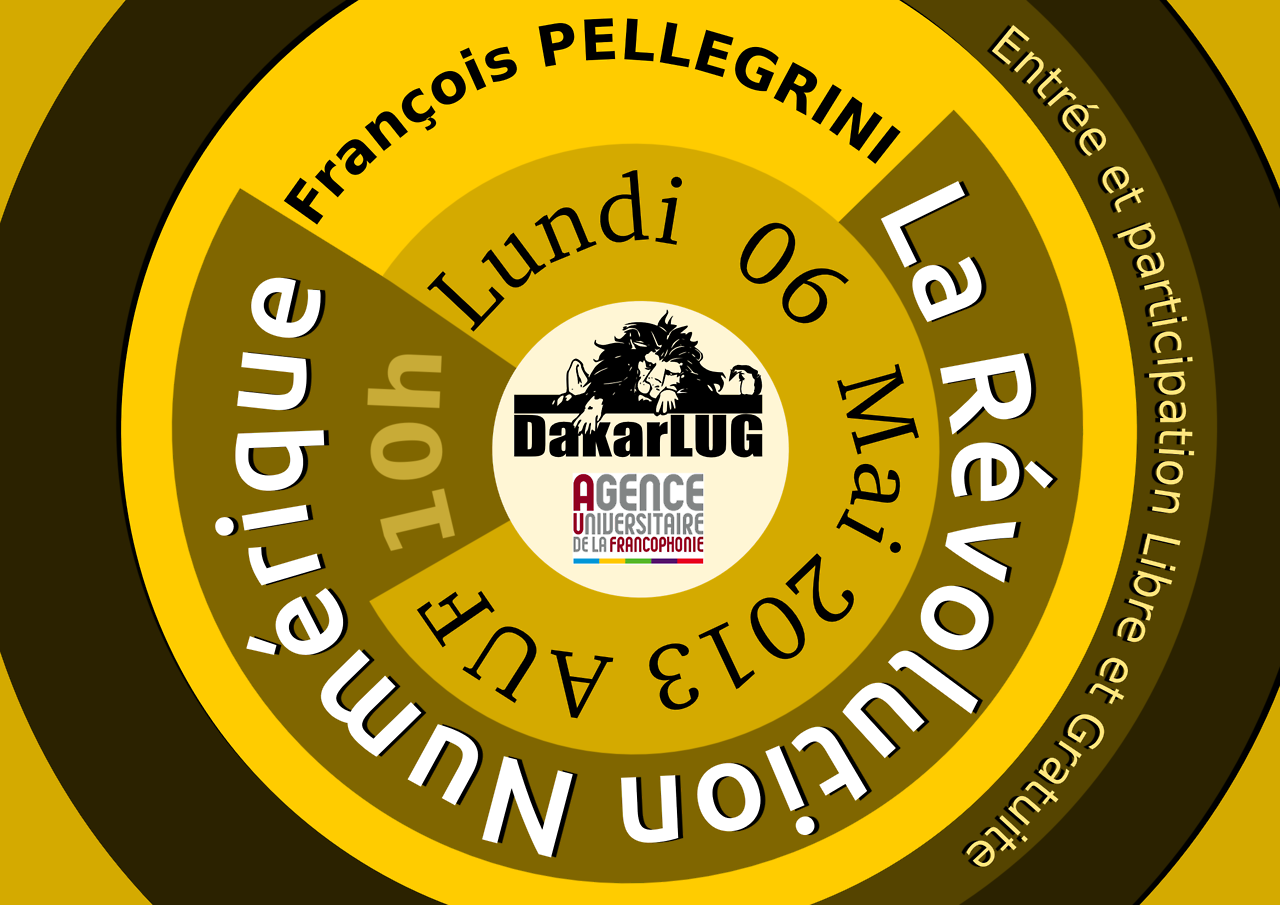 François PELLEGRINI
La Révolution Numérique
Lundi 06 Mai 2013 AUF
10h
DakarLUG
AGENCE
UNIVERSITAIRE
DE LA FRANCOPHONIE
Entrée et participation Libre et Gratuite